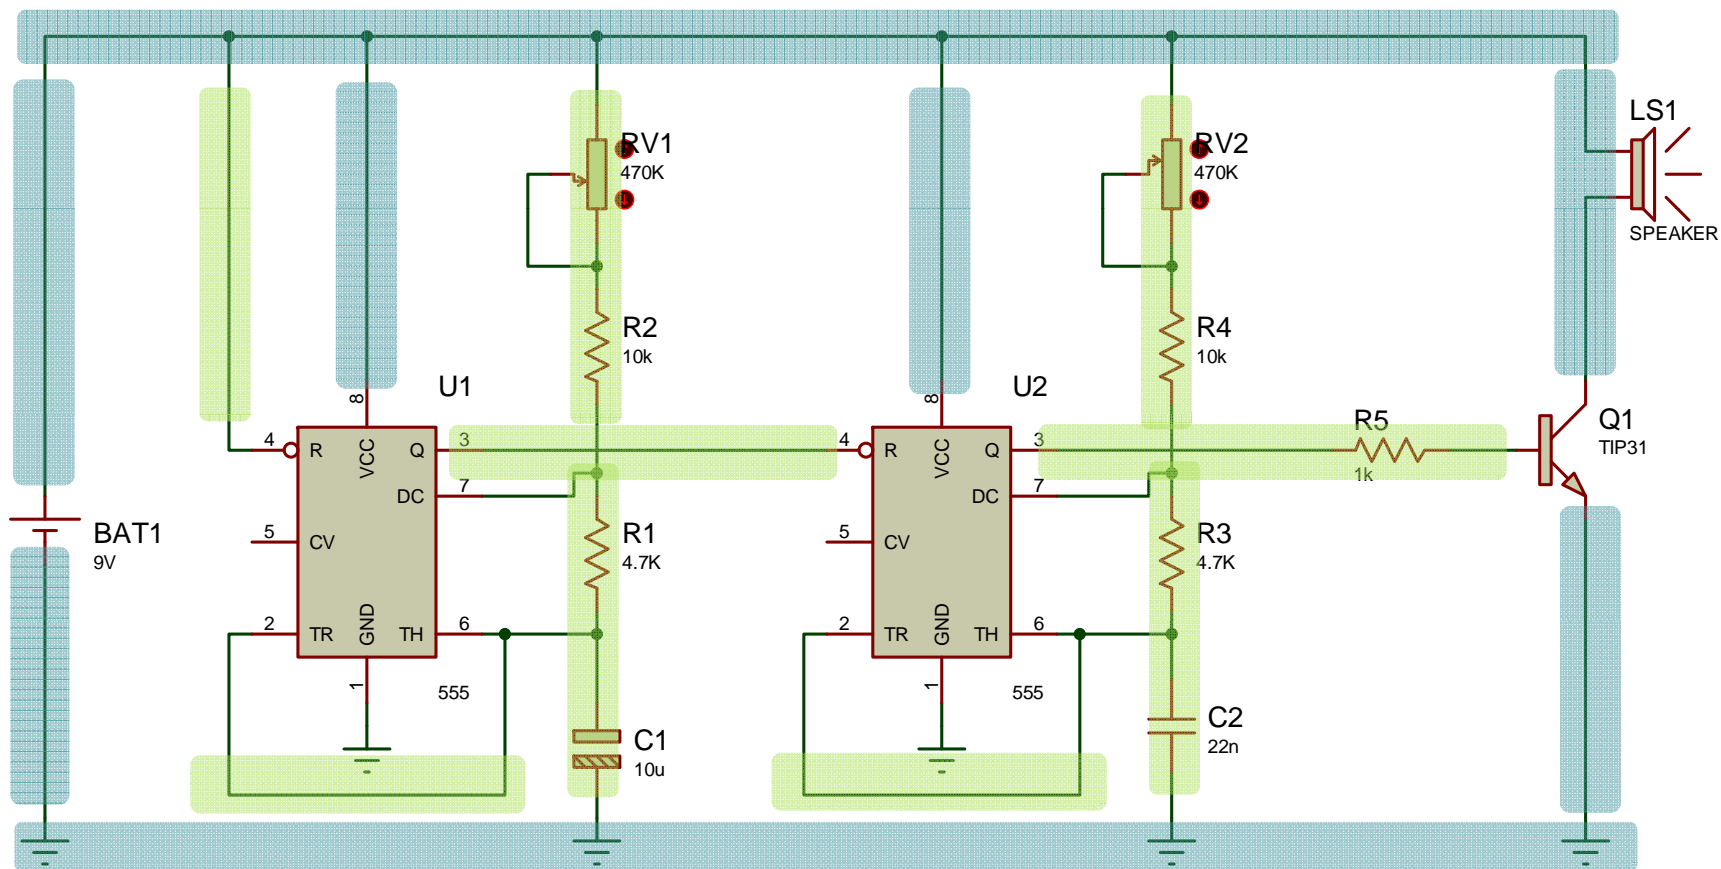 LS1
SPEAKER
RV1
470K
RV2
470K
R2
10k
R4
10k
U1
U2
8
8
4
R
VCC
Q
3
4
R
VCC
Q
3
R5
1k
Q1
TIP31
DC
7
DC
7
BAT1
9V
5
CV
R1
4.7K
5
CV
R3
4.7K
2
TR
GND
TH
6
2
TR
GND
TH
6
1
555
1
555
C1
10u
C2
22n